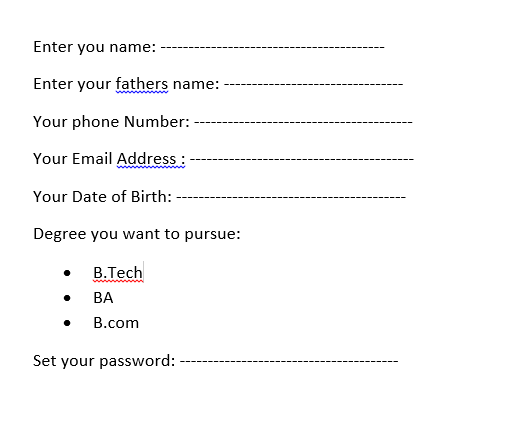 Enter you name: ----------------------------------------
Enter your fathers name: --------------------------------
Your phone Number: ---------------------------------------
Your Email Address : ----------------------------------------
Your Date of Birth: -----------------------------------------
Degree you want to pursue:
• B.Tech
• BA
• B.com
Set your password: ---------------------------------------